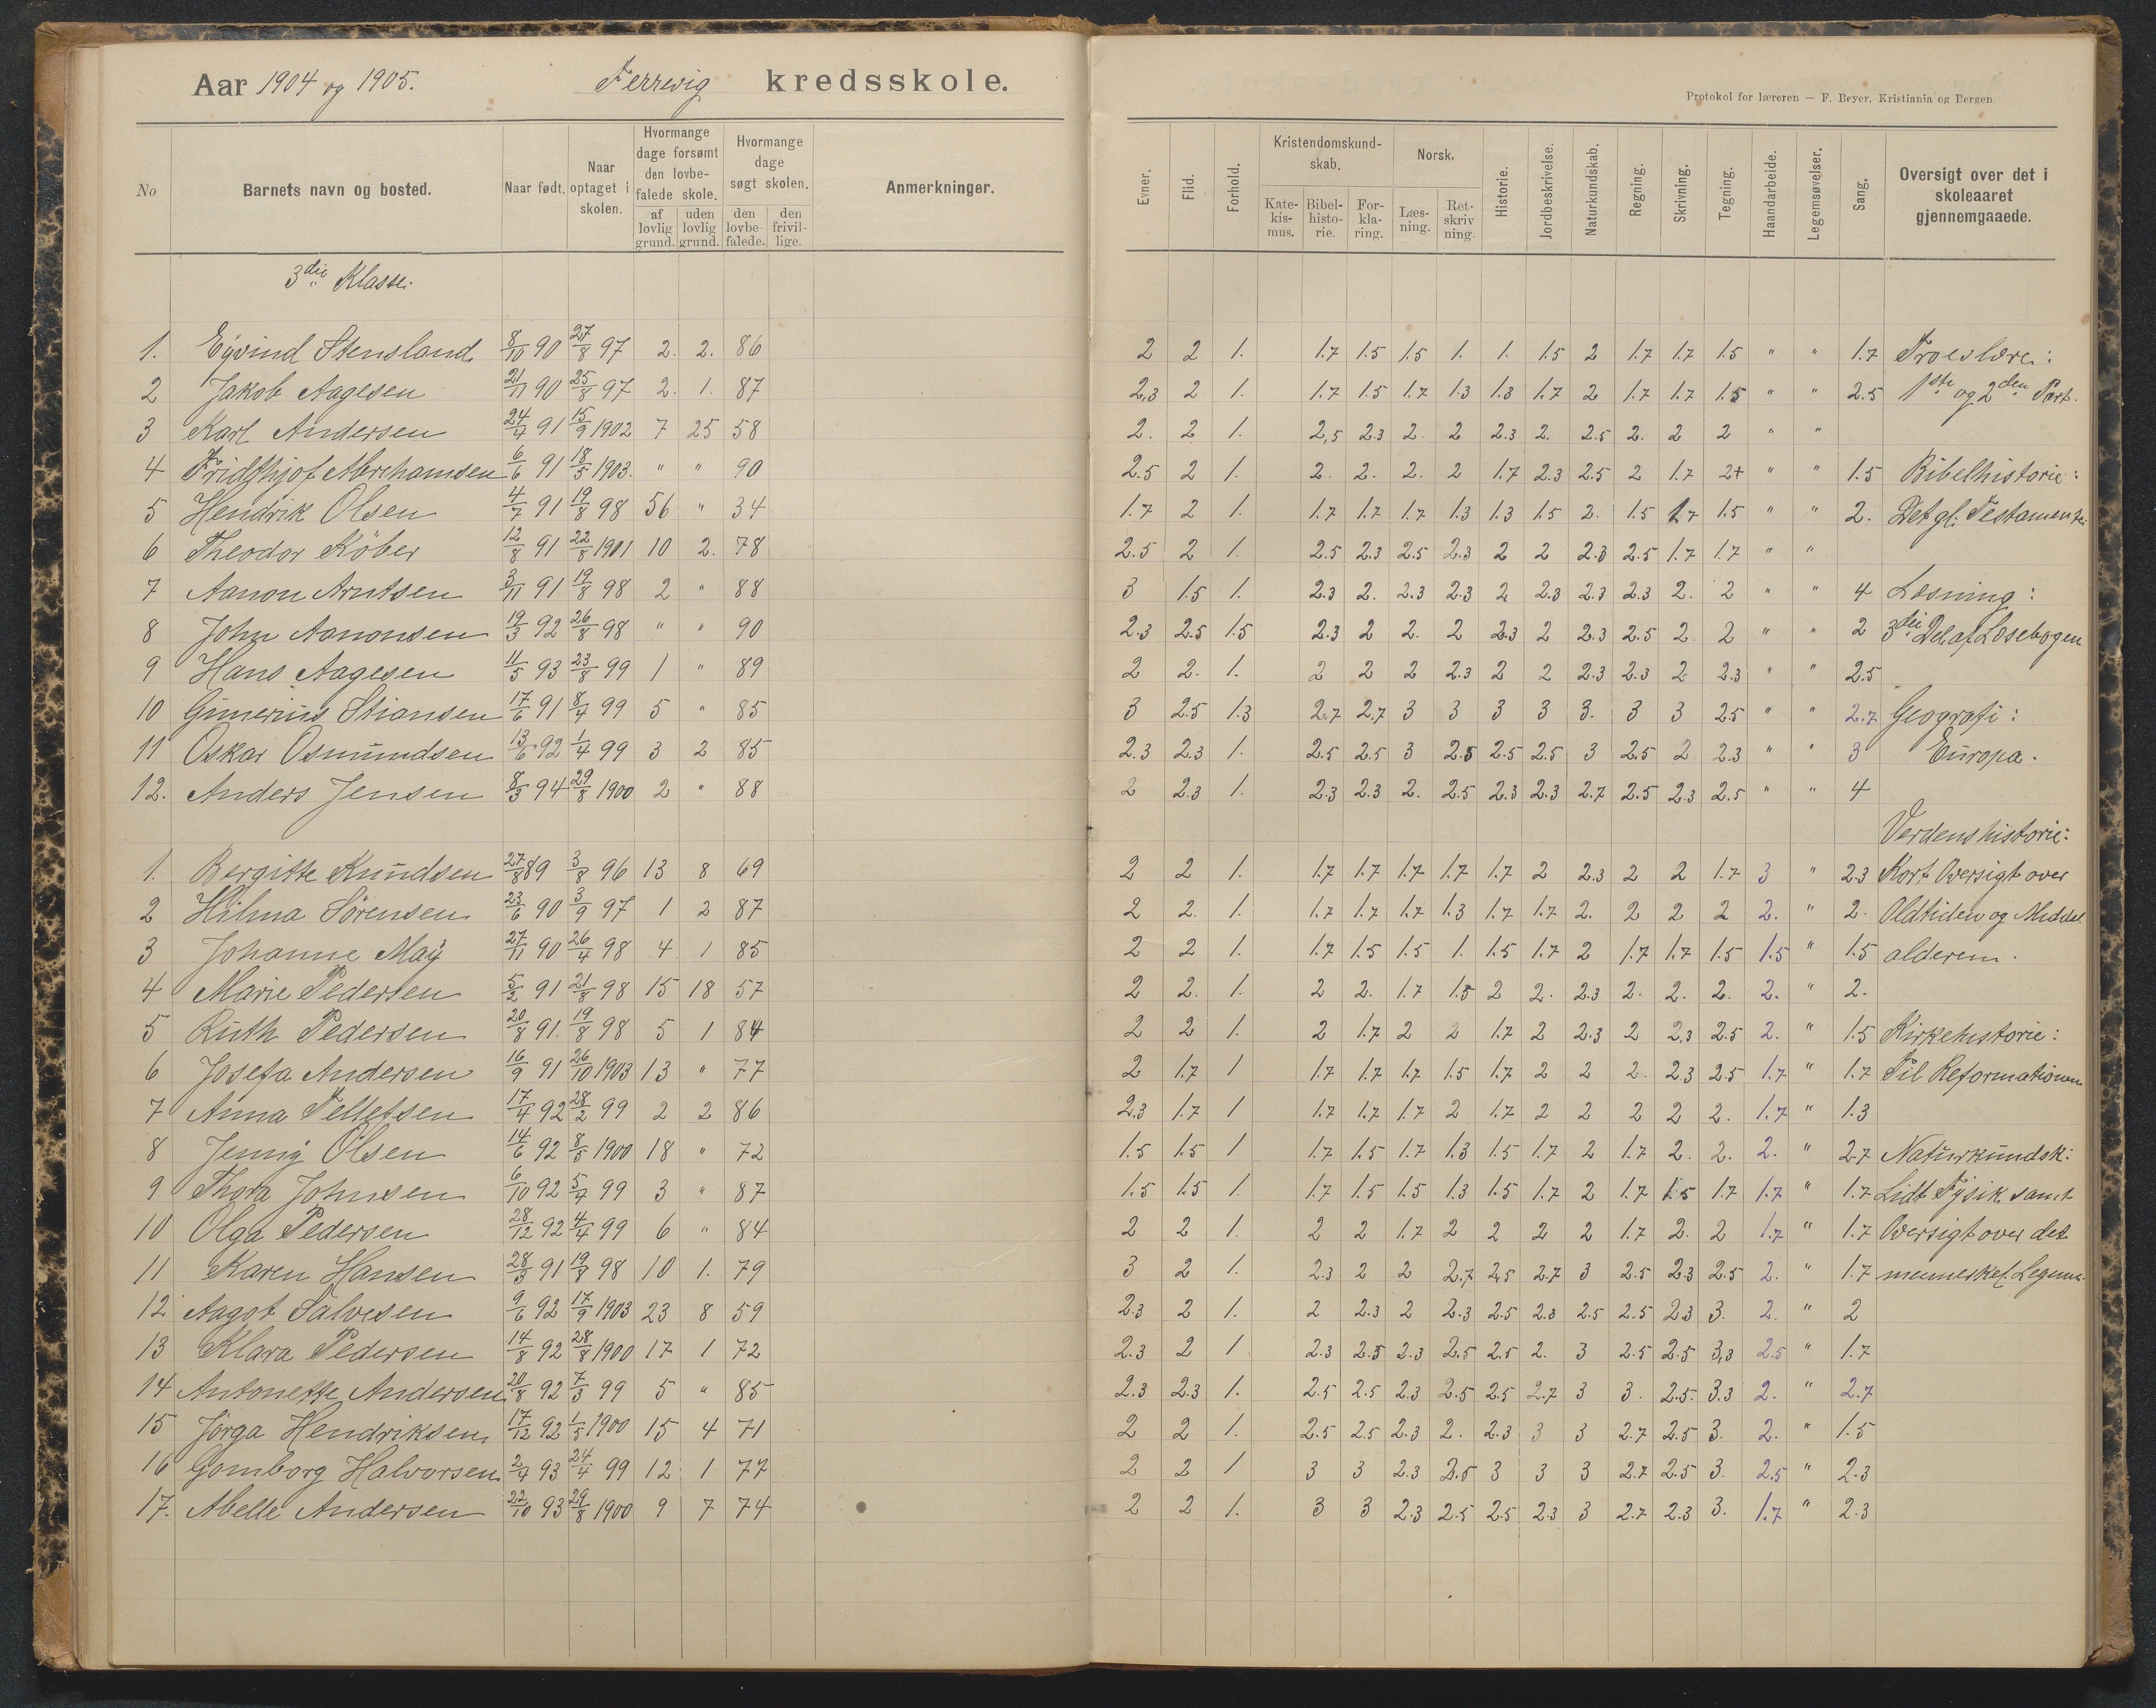 Aar 1904 og 1905. Ferrevig kredsskole.
Protokol for læreren — F. Beyer, Kristiania og Bergen.
No Barnets navn og bosted. Naar født. Naar optaget i skolen. Hvormange dage forsømt den lovbefalede skole. af lovlig grund. uden lovlig grund. Hvormange dage søgt skolen. den lovbefalede. den frivillige. Anmerkninger.
Evner. Flid. Forhold. Kristendomskundskab. Katekismus. Bibelhistorie. Forklaring. Norsk. Læsning. Retskrivning. Historie. Jordbeskrivelse. Naturkundskab. Regning. Skrivning. Tegning. Haandarbeide. Legemsøvelser. Sang. Oversigt over det i skoleaaret gjennemgaaede.
3die Klasse.
1. Eyvind Stensland 8/10 90 27/8 97 2. 2. 86 2 2 1. 1.7 1.5 1.5 1. 1. 1.5 2 1.7 1.7 1.5 " " 1.7 Troeslære:
2 Jakob Aagesen 21/11 90 25/8 97 2. 1. 87 2,3 2 1. 1.7 1.5 1.7 1.3 1.3 1.7 2 1.7 1.7 1.5 " " 2.5 1ste og 2den Part.
3 Karl Andersen 24/4 91 15/9 1902 7 25 58 2. 2 1. 2,5 2.3 2. 2 2.3 2. 2.5 2. 2 2 " "
4 Fridthjof Abrahamsen 6/6 91 18/5 1903. " " 90 2.5 2 1. 2. 2. 2. 2 1.7 2.3 2.5 2 1.7 2+ " " 1.5 Bibelhistorie:
5 Hendrik Olsen 4/7 91 19/8 98 56 " 34 1.7 2 1. 1.7 1.7 1.7 1.3 1.3 1.5 2. 1.5 1.7 1.5 " " 2. Det gl. Testamente.
6 Theodor Köber 12/8 91 22/8 1901 10 2. 78 2.5 2 1. 2.5 2.3 2.5 2.3 2 2 2.3 2.5 1.7 1.7 " "
7 Aanon Arntsen 3/11 91 19/8 98 2 " 88 3 1.5 1. 2.3 2. 2.3 2.3 2 2.3 2.3 2.3 2. 2 " " 4 Læsning:
8 John Aanonsen 19/3 92 26/8 98 " " 90 2.3 2.5 1.5 2.3 2 2. 2 2.3 2 2.3 2.5 2. 2 " " 2 3die Del af Læsebogen
9 Hans Aagesen 11/5 93 23/8 99 1 " 89 2 2. 1. 2 2 2 2.3 2 2 2.3 2.3 2 2.3 " " 2.5
10 Gunerius Stiansen 17/6 91 8/4 99 5 " 85 3 2.5 1.3 2.7 2.7 3 3 3 3 3. 3 3 2.5 " " 2.7 Geografi:
11 Oskar Osmundsen 13/6 92 1/4 99 3 2 85 2.3 2.3 1. 2.5 2.5 3 2.5 2.5 2.5 3 2.5 2 2.3 " " 3 Europa.
12. Anders Jensen 8/3 94 29/8 1900 2 " 88 2 2.3 1. 2.3 2.3 2. 2.5 2.3 2.3 2.7 2.5 2.3 2.5 " " 4
Verdenshistorie:
1. Bergitte Knudsen 27/8 89 3/8 96 13 8 69 2 2 1. 1.7 1.7 1.7 1.7 1.7 2 2.3 2 2 1.7 3 " 2.3 Kort Oversigt over
2 Hilma Sørensen 23/6 90 3/9 97 1 2 87 2 2. 1. 1.7 1.7 1.7 1.3 1.7 1.7 2. 2 2 2 2. " 2. Oldtiden og Middel
3 Johanne May 27/11 90 26/4 98 4 1 85 2 2 1. 1.7 1.5 1.5 1. 1.5 1.7 2 1.7 1.7 1.5 1.5 " 1.5 alderen.
4 Marie Pedersen 5/2 91 21/8 98 15 18 57 2 2. 1. 2 2. 1.7 1.5 2 2. 2.3 2. 2. 2. 2. " 2.
5 Ruth Pedersen 20/8 91. 19/8 98 5 1 84 2 2 1. 2 1.7 2 2 1.7 2 2.3 2 2,3 2.5 2. " 1.5 Kirkehistorie:
6 Josefa Andersen 16/9 91 26/10 1903 13 " 77 2 1.7 1 1.7 1.7 1.7 1.5 1.7 2 2 2. 2.3 2.5 1.7 " 1.7 Til Reformationen
7 Anna Tellefsen 17/4 92 28/2 99 2 2 86 2.3 1.7 1 1.7 1.7 1.7 2 1.7 2 2 2 2 2. 1.7 " 1.3
8 Jenny Olsen 14/6 92 8/5 1900 18 " 72 1.5 1.5 1 1.7 1.5 1.7 1.3 1.5 1.7 2 1.7 2. 2. 2. " 2.7 Naturkundsk:
9 Thora Johnsen 6/10 92 5/4 99 3 " 87 1.5 1.5 1. 1.7 1.5 1.5 1.3 1.5 1.7 2 1.7 1.5 1.7 1.7 " 1.7 Lidt Fysik samt
10 Olga Pedersen 28/12 92 4/4 99 6 " 84 2 2 1. 2 2 1.7 2 2 2 2 1.7 2. 2 1.7 " 1.7 Oversigt over det
11 Karen Hansen 28/3 91 19/8 98 10 1. 79 3 2 1. 2.3 2 2 2.7 2,5 2.7 3 2.5 2.3 2.5 2. " 1.7 menneskel. Legeme.
12 Aagot Salvesen 9/6 92 17/9 1903 23 8 59 2.3 2 1. 2 2.3 2 2.3 2.5 2.3 2.5 2.5 2.3 3. 2. " 2
13 Klara Pedersen 14/8 92 28/8 1900 17 1 72 2.3 2 1 2.3 2.3 2.3 2.5 2.5 2. 3 2.5 2.5 3,3 2.5 " 1.7
14 Antonette Andersen 20/8 92 7/3 99 5 " 85 2.3 2.3 1. 2.5 2.5 2.3 2.5 2.5 2.7 3 3. 2.5. 3.3 2. " 2.7
15 Jörga Hendriksen 17/12 92 1/5 1900 15 4 71 2 2 1. 2.5 2.5 2.3 2. 2.3 3 3 2.7 2.5 3. 2. " 1.5
16 Gomborg Halvorsen 2/4 93 24/4 99 12 1 77 2 2 1 3 3 2.3 2.5 3 3 3 2.7 2.5 3. 2.5 " 2.3
17. Abelle Andersen 22/10 93 29/8 1900 9 7 74 2 2 1. 3 3 2.3 2.5 2.5 2.3 3 2.7 2.3 3. 1.7 " 2.3